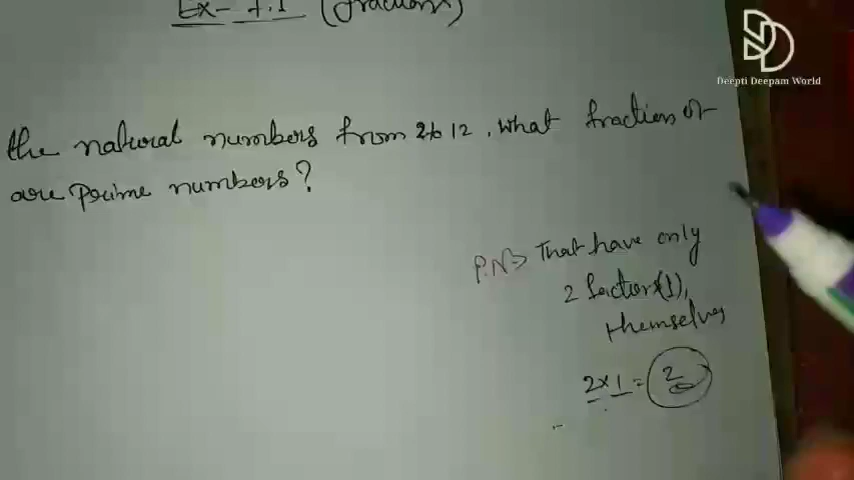 Ex- 7.1 (fractions)
Deepti Deepam World
the natural numbers from 2 to 12, what fraction of
are prime numbers?
P.N→ That have only
2 factors(1),
themselves
2×1 = 2